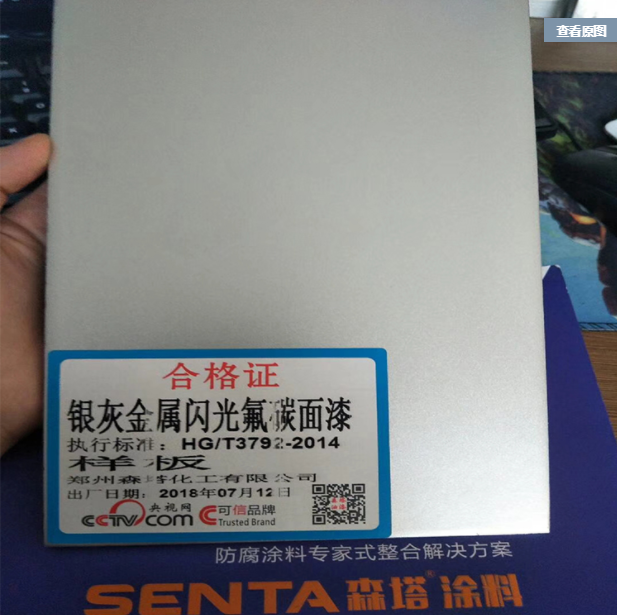 查看原图
合格证
银灰金属闪光氟碳面漆
执行标准：HG/T3792-2014
样板
郑州森塔化工有限公司
出厂日期：2018年07月12日
央视网 可信品牌
CCTV.com Trusted Brand
防腐涂料专家式整合解决方案
SENTA森塔®涂料